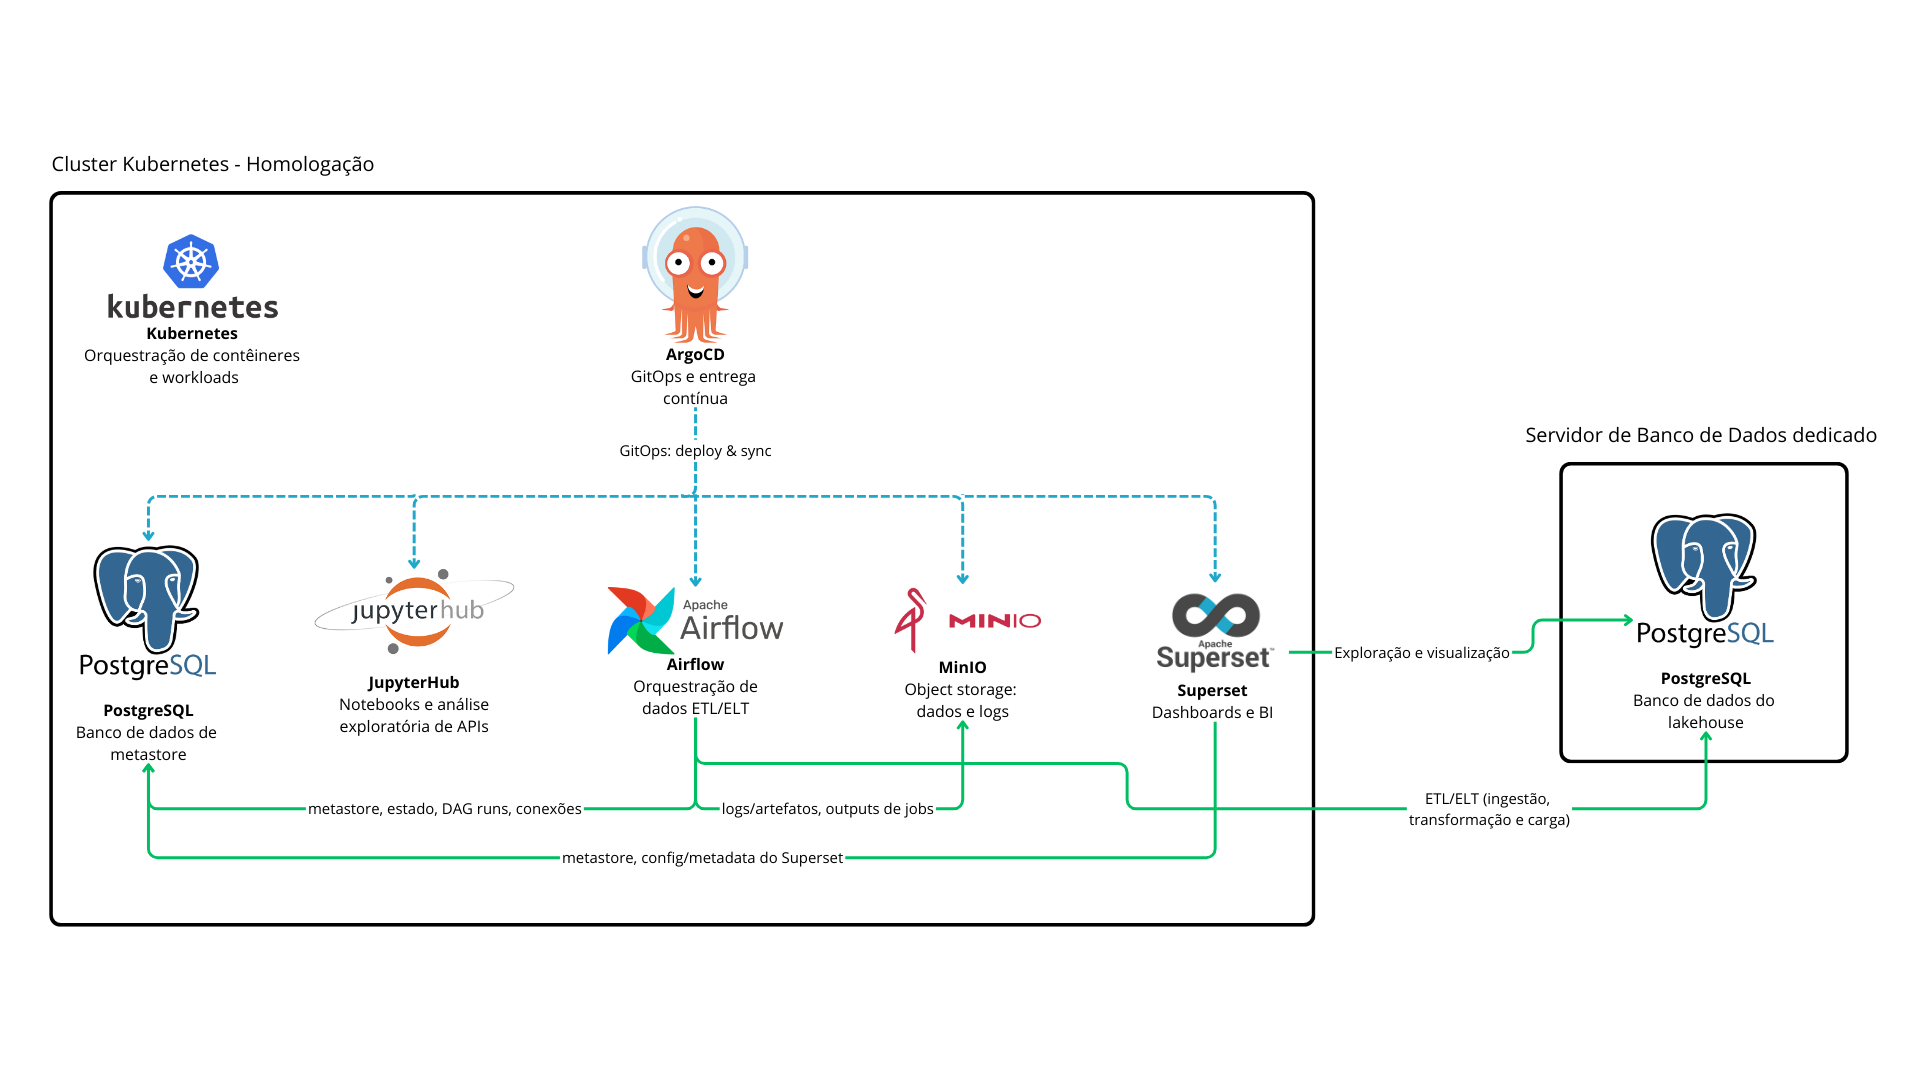 Cluster Kubernetes - Homologação
kubernetes
Kubernetes
Orquestração de contêineres
e workloads
ArgoCD
GitOps e entrega
contínua
GitOps: deploy & sync
Servidor de Banco de Dados dedicado
PostgreSQL
PostgreSQL
Banco de dados de
metastore
jupyterhub
JupyterHub
Notebooks e análise
exploratória de APIs
Apache
Airflow
Airflow
Orquestração de
dados ETL/ELT
MINIO
MinIO
Object storage:
dados e logs
Apache
Superset™
Superset
Dashboards e BI
Exploração e visualização
PostgreSQL
PostgreSQL
Banco de dados do
lakehouse
metastore, estado, DAG runs, conexões
logs/artefatos, outputs de jobs
ETL/ELT (ingestão,
transformação e carga)
metastore, config/metadata do Superset